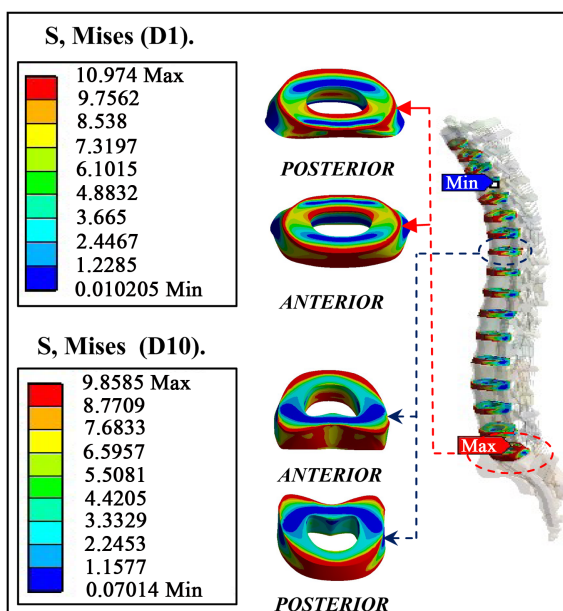 S, Mises (D1).
10.974 Max
9.7562
8.538
7.3197
6.1015
4.8832
3.665
2.4467
1.2285
0.010205 Min
POSTERIOR
ANTERIOR
Min
S, Mises (D10).
9.8585 Max
8.7709
7.6833
6.5957
5.5081
4.4205
3.3329
2.2453
1.1577
0.07014 Min
ANTERIOR
POSTERIOR
Max